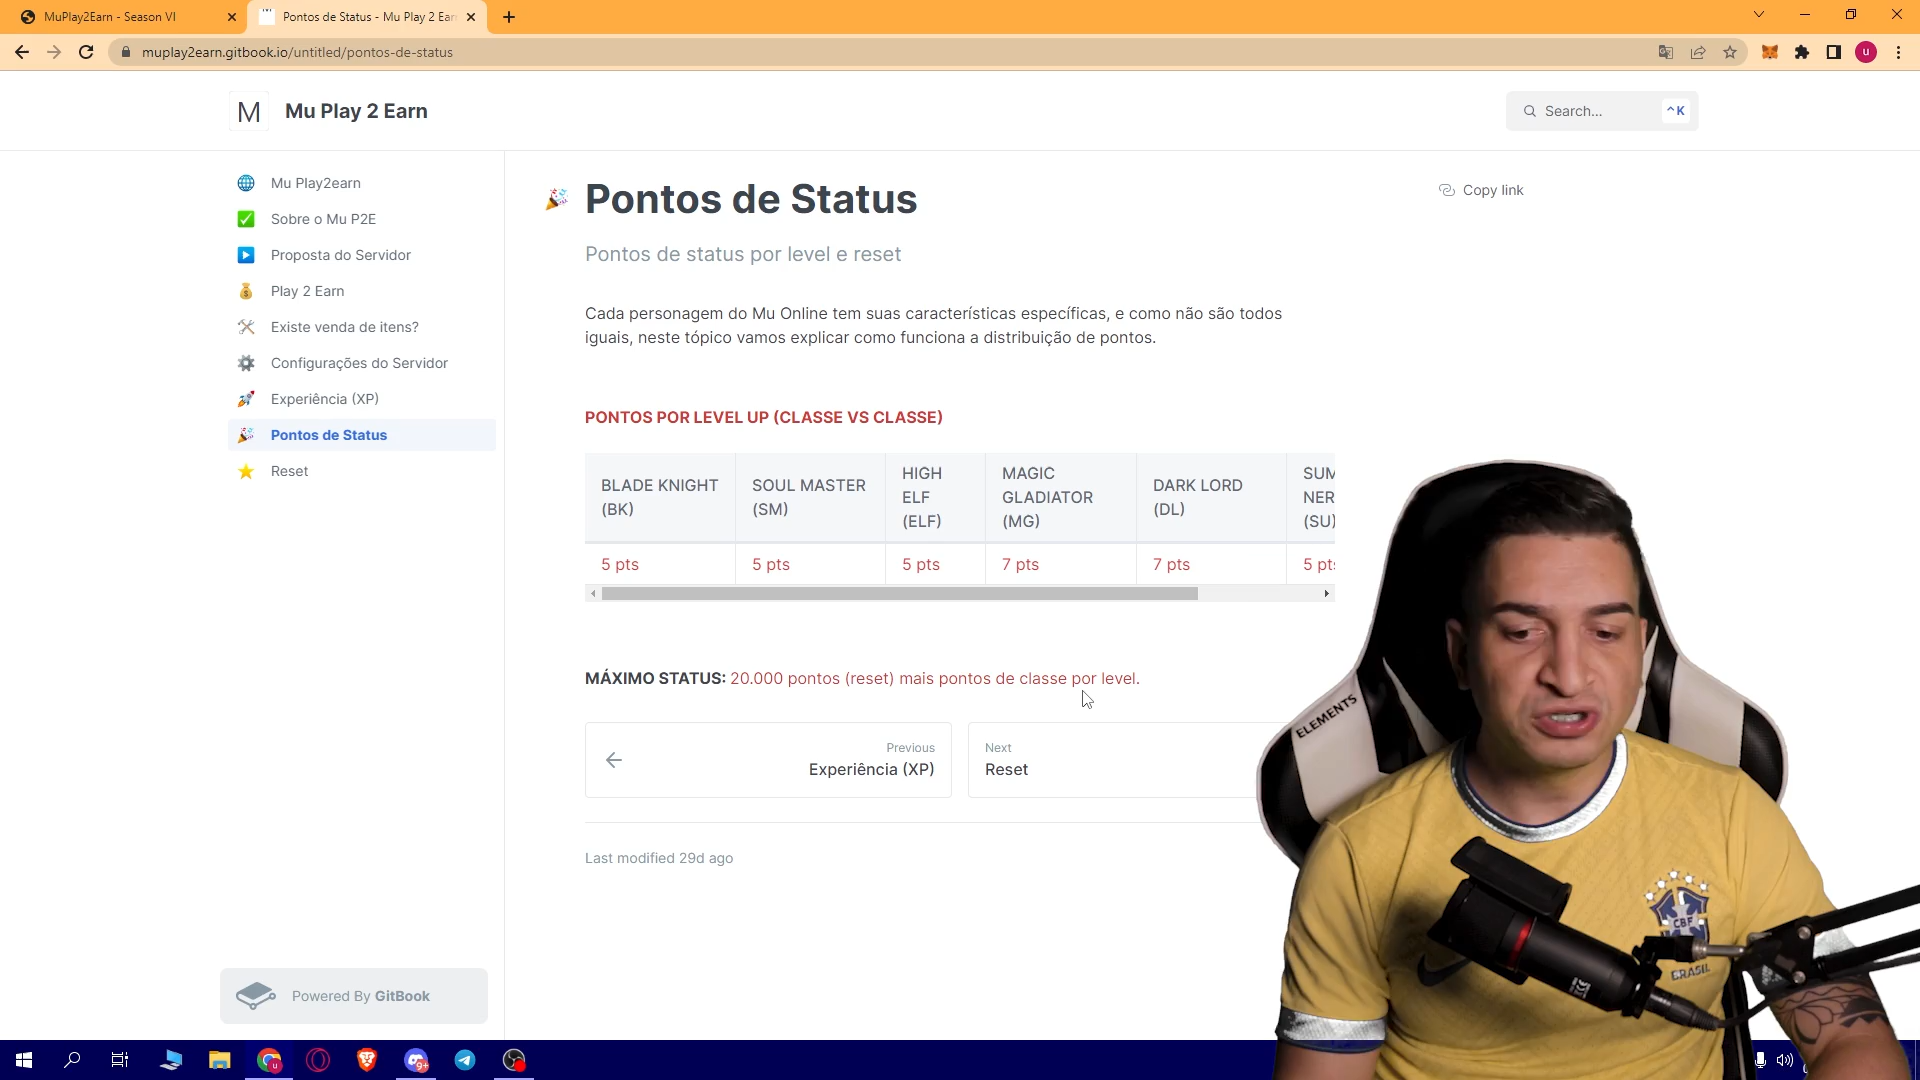 MuPlay2Earn - Season VI
Pontos de Status - Mu Play 2 Ear
muplay2earn.gitbook.io/untitled/pontos-de-status
u
M
Mu Play 2 Earn
Search...
^K
Mu Play2earn
Sobre o Mu P2E
Proposta do Servidor
Play 2 Earn
Existe venda de itens?
Configurações do Servidor
Experiência (XP)
Pontos de Status
Reset
Powered By GitBook
Pontos de Status
Copy link
Pontos de status por level e reset
Cada personagem do Mu Online tem suas características específicas, e como não são todos
iguais, neste tópico vamos explicar como funciona a distribuição de pontos.
PONTOS POR LEVEL UP (CLASSE VS CLASSE)
BLADE KNIGHT
(BK)
SOUL MASTER
(SM)
HIGH
ELF
(ELF)
MAGIC
GLADIATOR
(MG)
DARK LORD
(DL)
SUM
NER
(SU)
5 pts
5 pts
5 pts
7 pts
7 pts
5 pts
MÁXIMO STATUS: 20.000 pontos (reset) mais pontos de classe por level.
Previous
Experiência (XP)
Next
Reset
Last modified 29d ago
ELEMENTS
CBF
BRASIL
u
9+